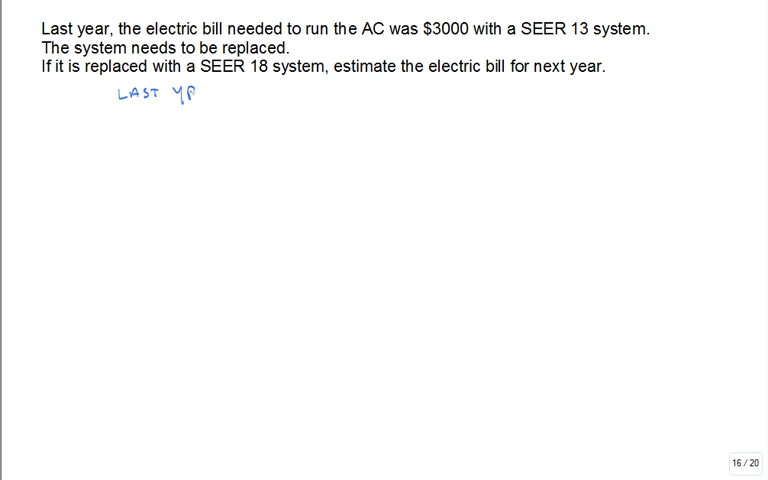 Last year, the electric bill needed to run the AC was $3000 with a SEER 13 system.
The system needs to be replaced.
If it is replaced with a SEER 18 system, estimate the electric bill for next year.
LAST YR
16 / 20